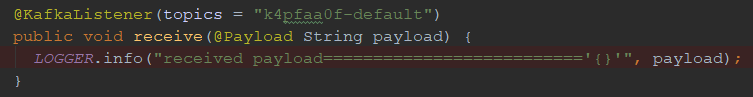 @KafkaListener(topics = "k4pfaa0f-default")
public void receive(@Payload String payload) {
LOGGER.info("received payload=========================='{}'", payload);
}